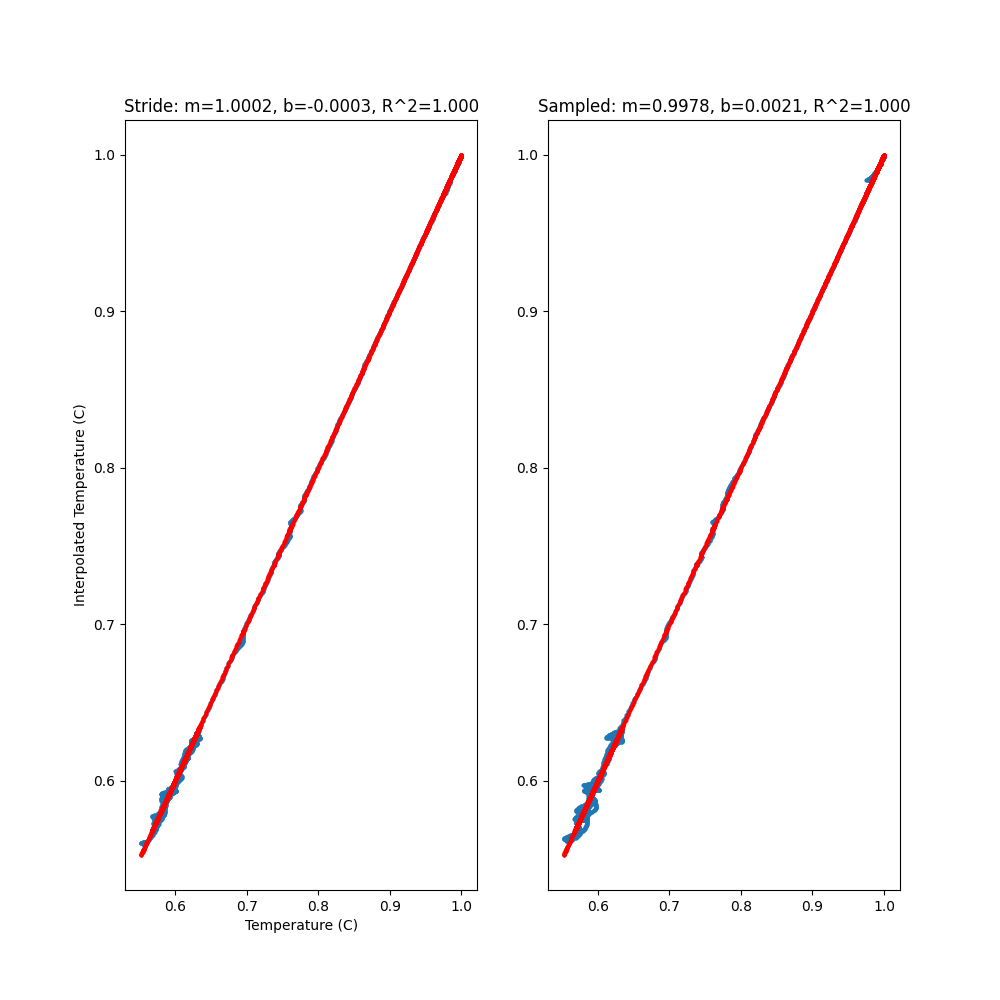 Stride: m=1.0002, b=-0.0003, R^2=1.000
Interpolated Temperature (C)
1.0
0.9
0.8
0.7
0.6
0.6 0.7 0.8 0.9 1.0
Temperature (C)
Sampled: m=0.9978, b=0.0021, R^2=1.000
1.0
0.9
0.8
0.7
0.6
0.6 0.7 0.8 0.9 1.0